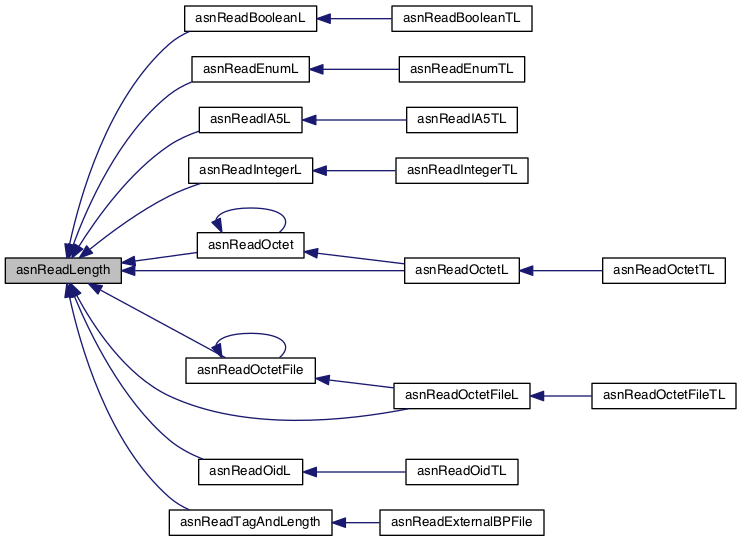 asnReadBooleanL
asnReadBooleanTL
asnReadEnumL
asnReadEnumTL
asnReadIA5L
asnReadIA5TL
asnReadIntegerL
asnReadIntegerTL
asnReadOctet
asnReadLength
asnReadOctetL
asnReadOctetTL
asnReadOctetFile
asnReadOctetFileL
asnReadOctetFileTL
asnReadOidL
asnReadOidTL
asnReadTagAndLength
asnReadExternalBPFile